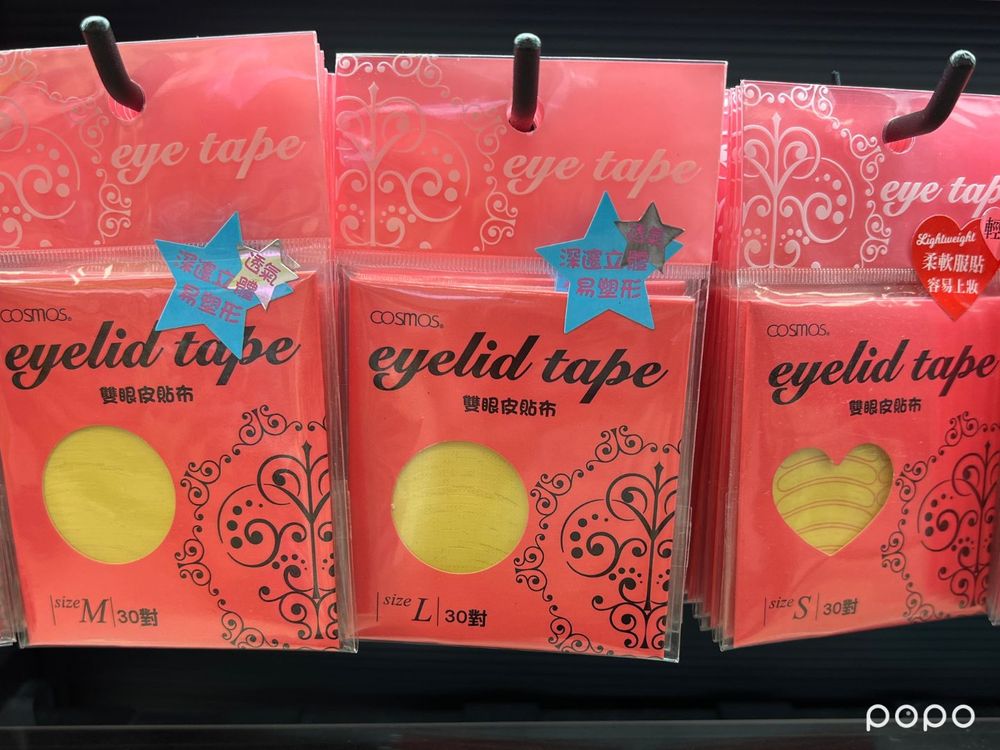 eye tape
深邃立體
易塑形
透氣
COSMOS®
eyelid tape
雙眼皮貼布
size M 30對
eye tape
深邃立體
易塑形
透氣
COSMOS®
eyelid tape
雙眼皮貼布
size L 30對
eye tap
Lightweight
柔軟服貼
容易上妝
輕
COSMOS®
eyelid tape
雙眼皮貼布
size S 30對
popo